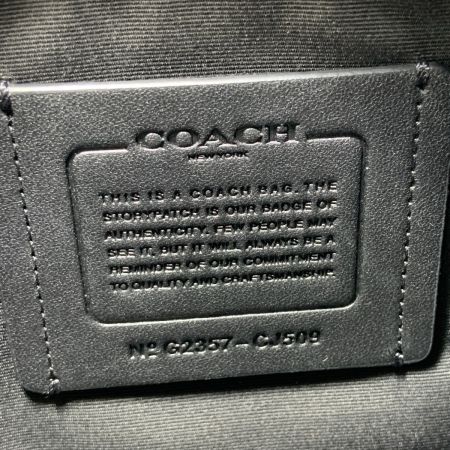 COACH
NEW YORK
THIS IS A COACH BAG. THE
STORYPATCH IS OUR BADGE OF
AUTHENTICITY. FEW PEOPLE MAY
SEE IT, BUT IT WILL ALWAYS BE A
REMINDER OF OUR COMMITMENT
TO QUALITY AND CRAFTSMANSHIP.
Nº G2357-CJ509